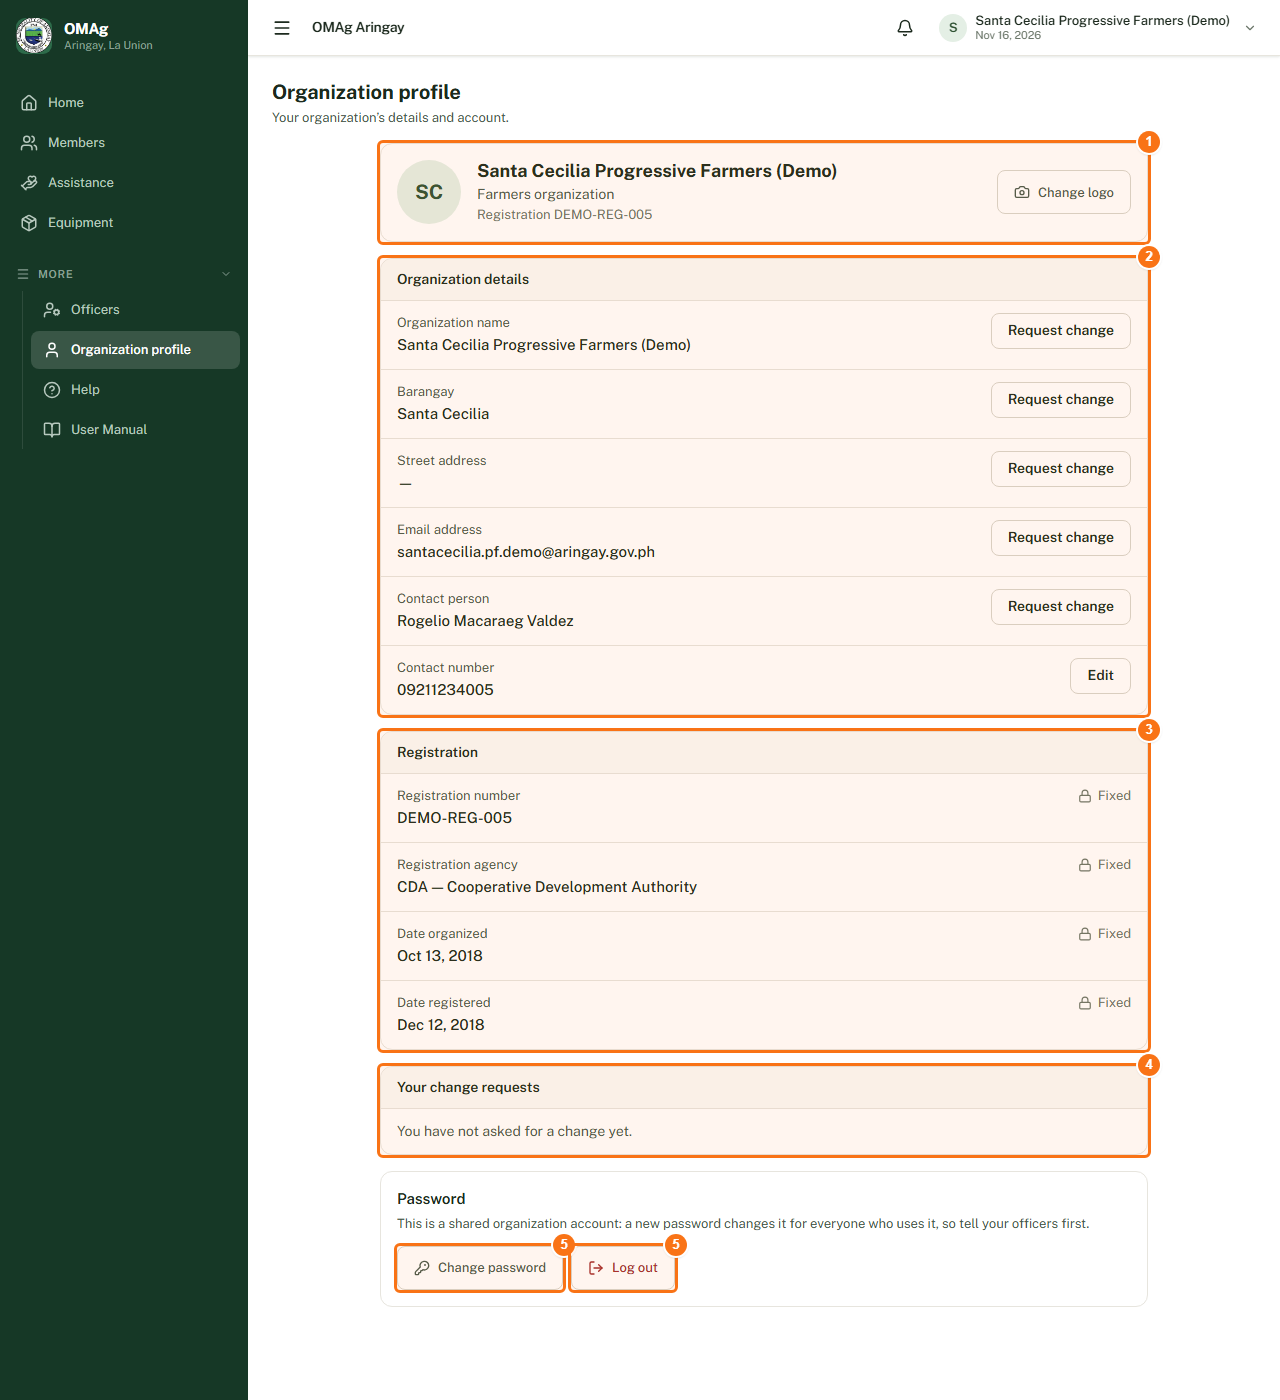 OMAg
Aringay, La Union
Home
Members
Assistance
Equipment
MORE
Officers
Organization profile
Help
User Manual
OMAg Aringay
S
Santa Cecilia Progressive Farmers (Demo)
Nov 16, 2026
Organization profile
Your organization's details and account.
1
SC
Santa Cecilia Progressive Farmers (Demo)
Farmers organization
Registration DEMO-REG-005
Change logo
2
Organization details
Organization name
Santa Cecilia Progressive Farmers (Demo)
Request change
Barangay
Santa Cecilia
Request change
Street address
—
Request change
Email address
santacecilia.pf.demo@aringay.gov.ph
Request change
Contact person
Rogelio Macaraeg Valdez
Request change
Contact number
09211234005
Edit
3
Registration
Registration number
DEMO-REG-005
Fixed
Registration agency
CDA — Cooperative Development Authority
Fixed
Date organized
Oct 13, 2018
Fixed
Date registered
Dec 12, 2018
Fixed
4
Your change requests
You have not asked for a change yet.
Password
This is a shared organization account: a new password changes it for everyone who uses it, so tell your officers first.
5
Change password
5
Log out